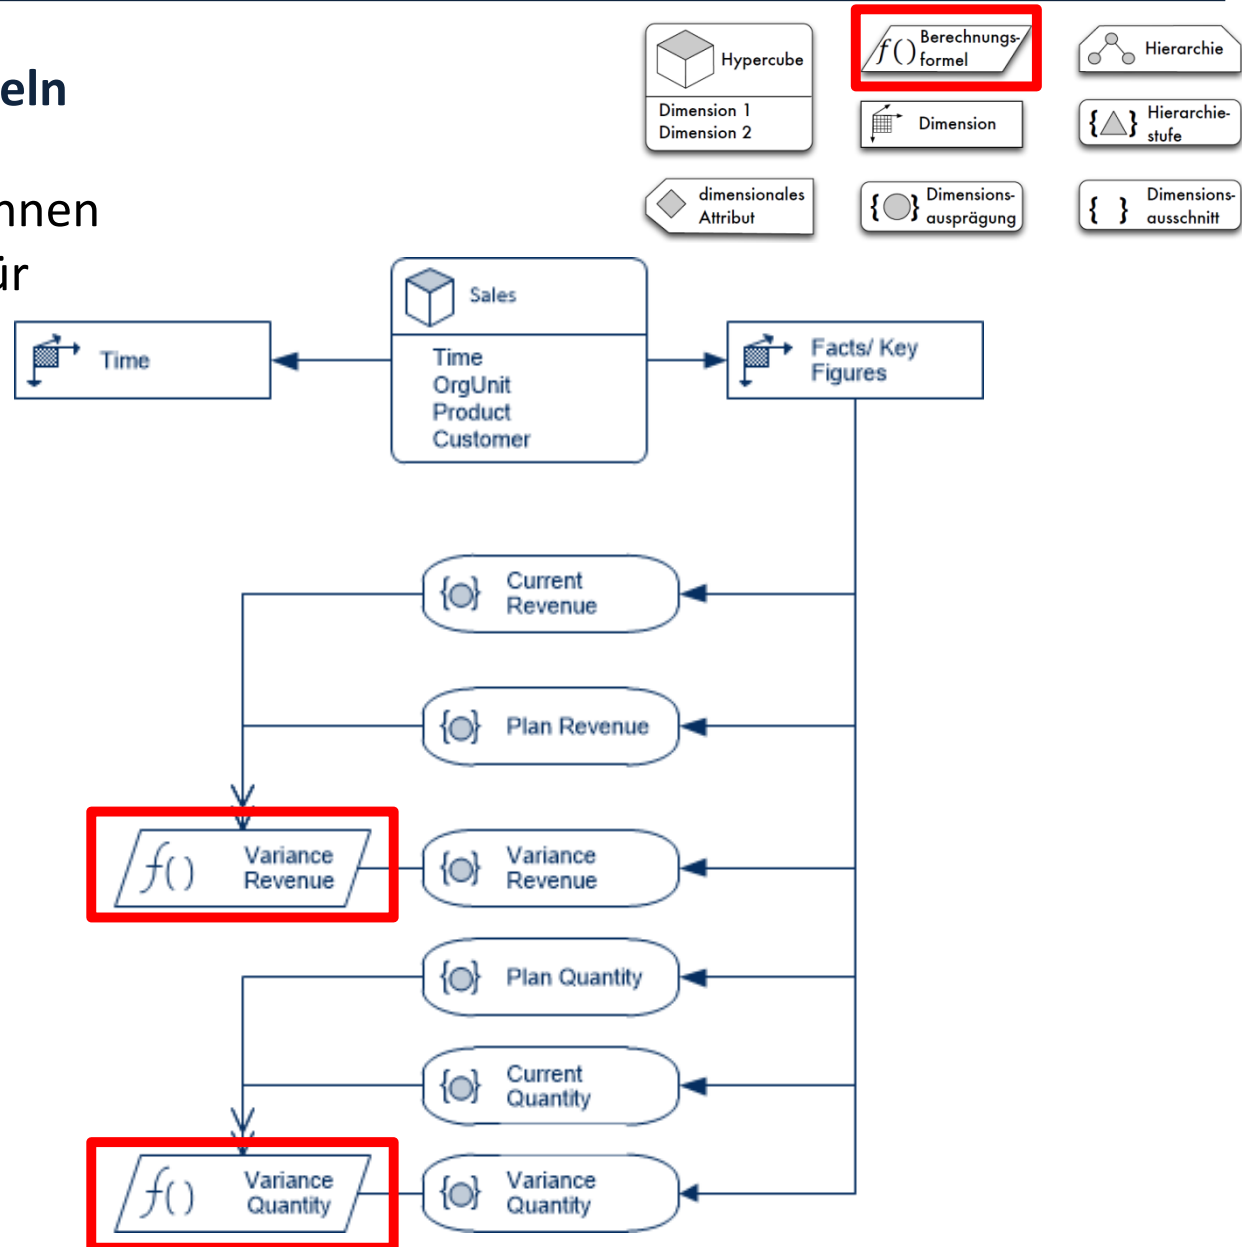 eln
nnen
ür
Hypercube
Dimension 1
Dimension 2
f() Berechnungs-
formel
Hierarchie
Dimension
{ } Hierarchie-
stufe
dimensionales
Attribut
{ } Dimensions-
ausprägung
{ } Dimensions-
ausschnitt
Time
Sales
Time
OrgUnit
Product
Customer
Facts/ Key
Figures
{ } Current
Revenue
{ } Plan Revenue
f() Variance
Revenue
{ } Variance
Revenue
{ } Plan Quantity
{ } Current
Quantity
f() Variance
Quantity
{ } Variance
Quantity